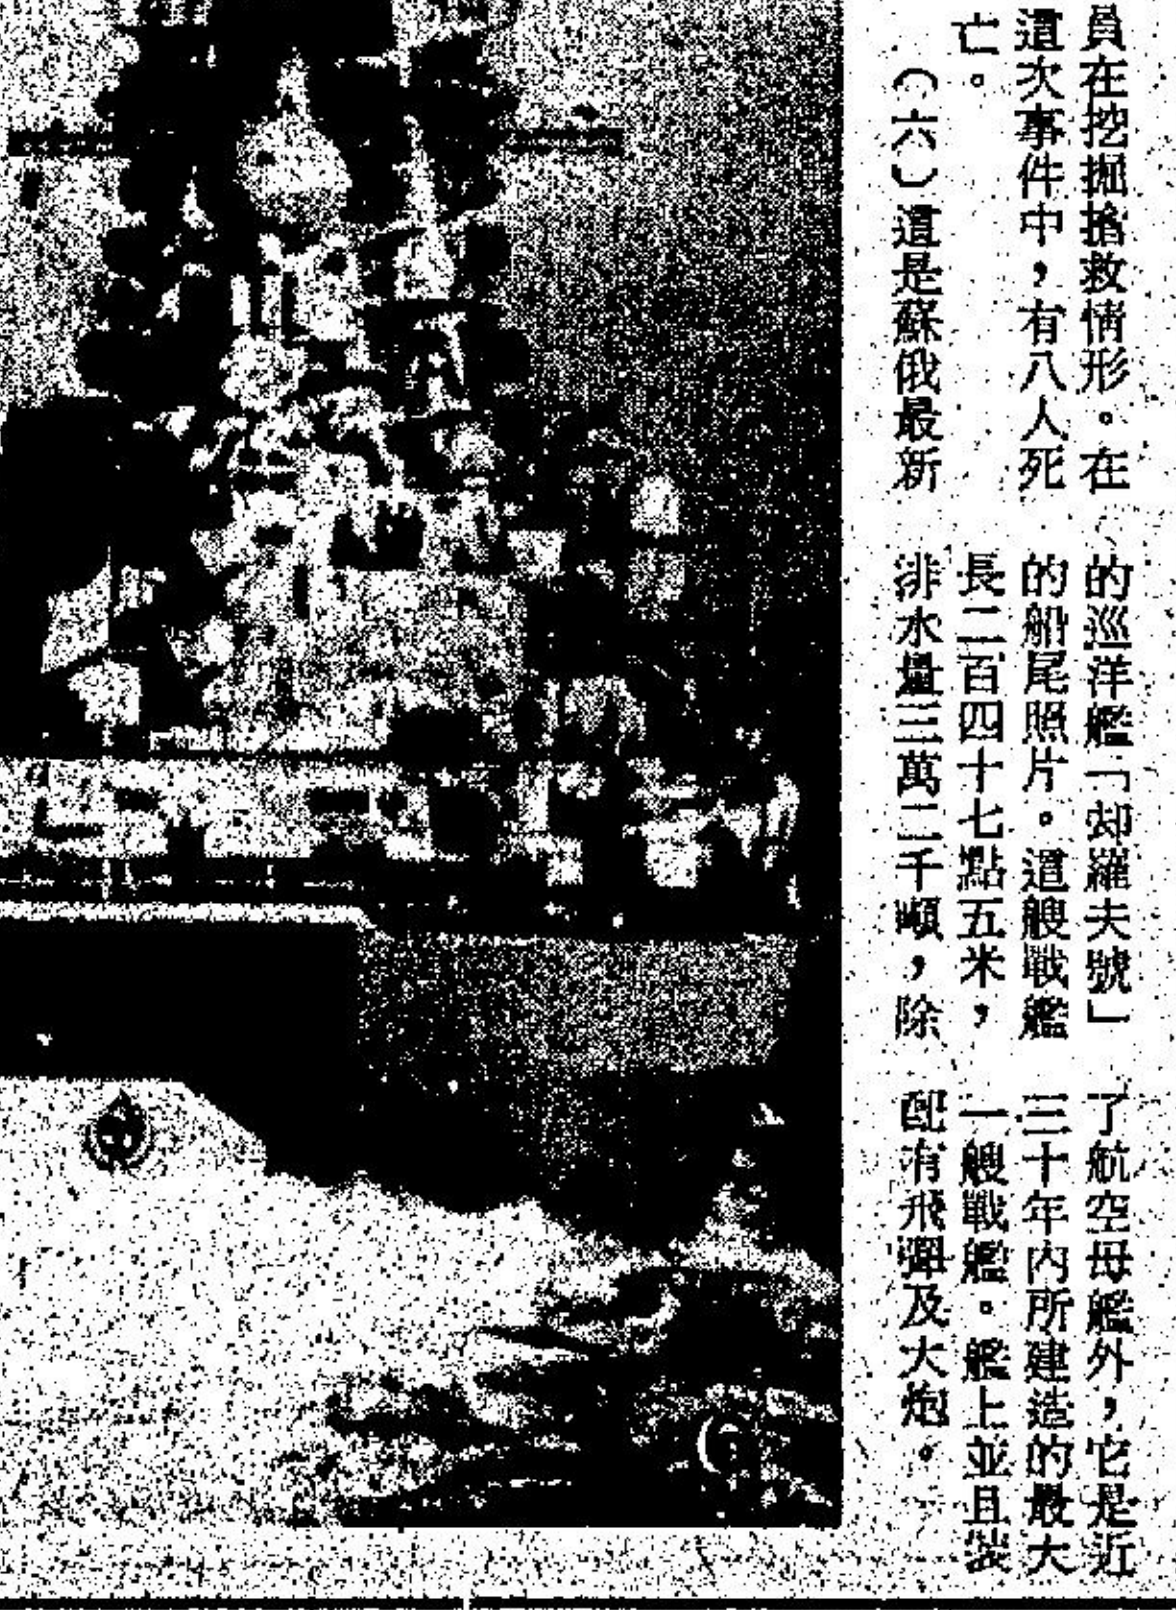 員在挖掘搶救情形。在
這次事件中，有八人死
亡。
（六）這是蘇俄最新
的巡洋艦「却羅夫號」
的船尾照片。這艘戰艦
長二百四十七點五米，
排水量三萬二千噸，除
了航空母艦外，它是近
三十年內所建造的最大
一艘戰艦。艦上並且裝
配有飛彈及大炮。